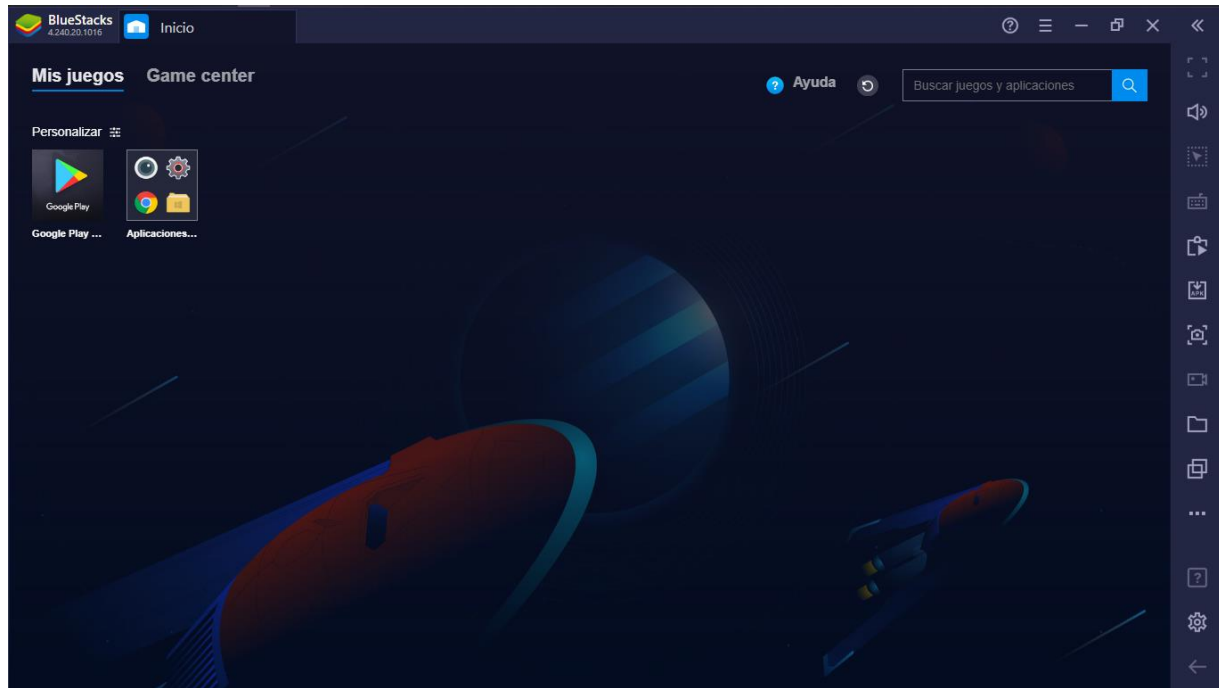 BlueStacks
4.240.20.1016
Inicio
Mis juegos Game center
Ayuda
Buscar juegos y aplicaciones
Personalizar
Google Play
Google Play ...
Aplicaciones...
APK